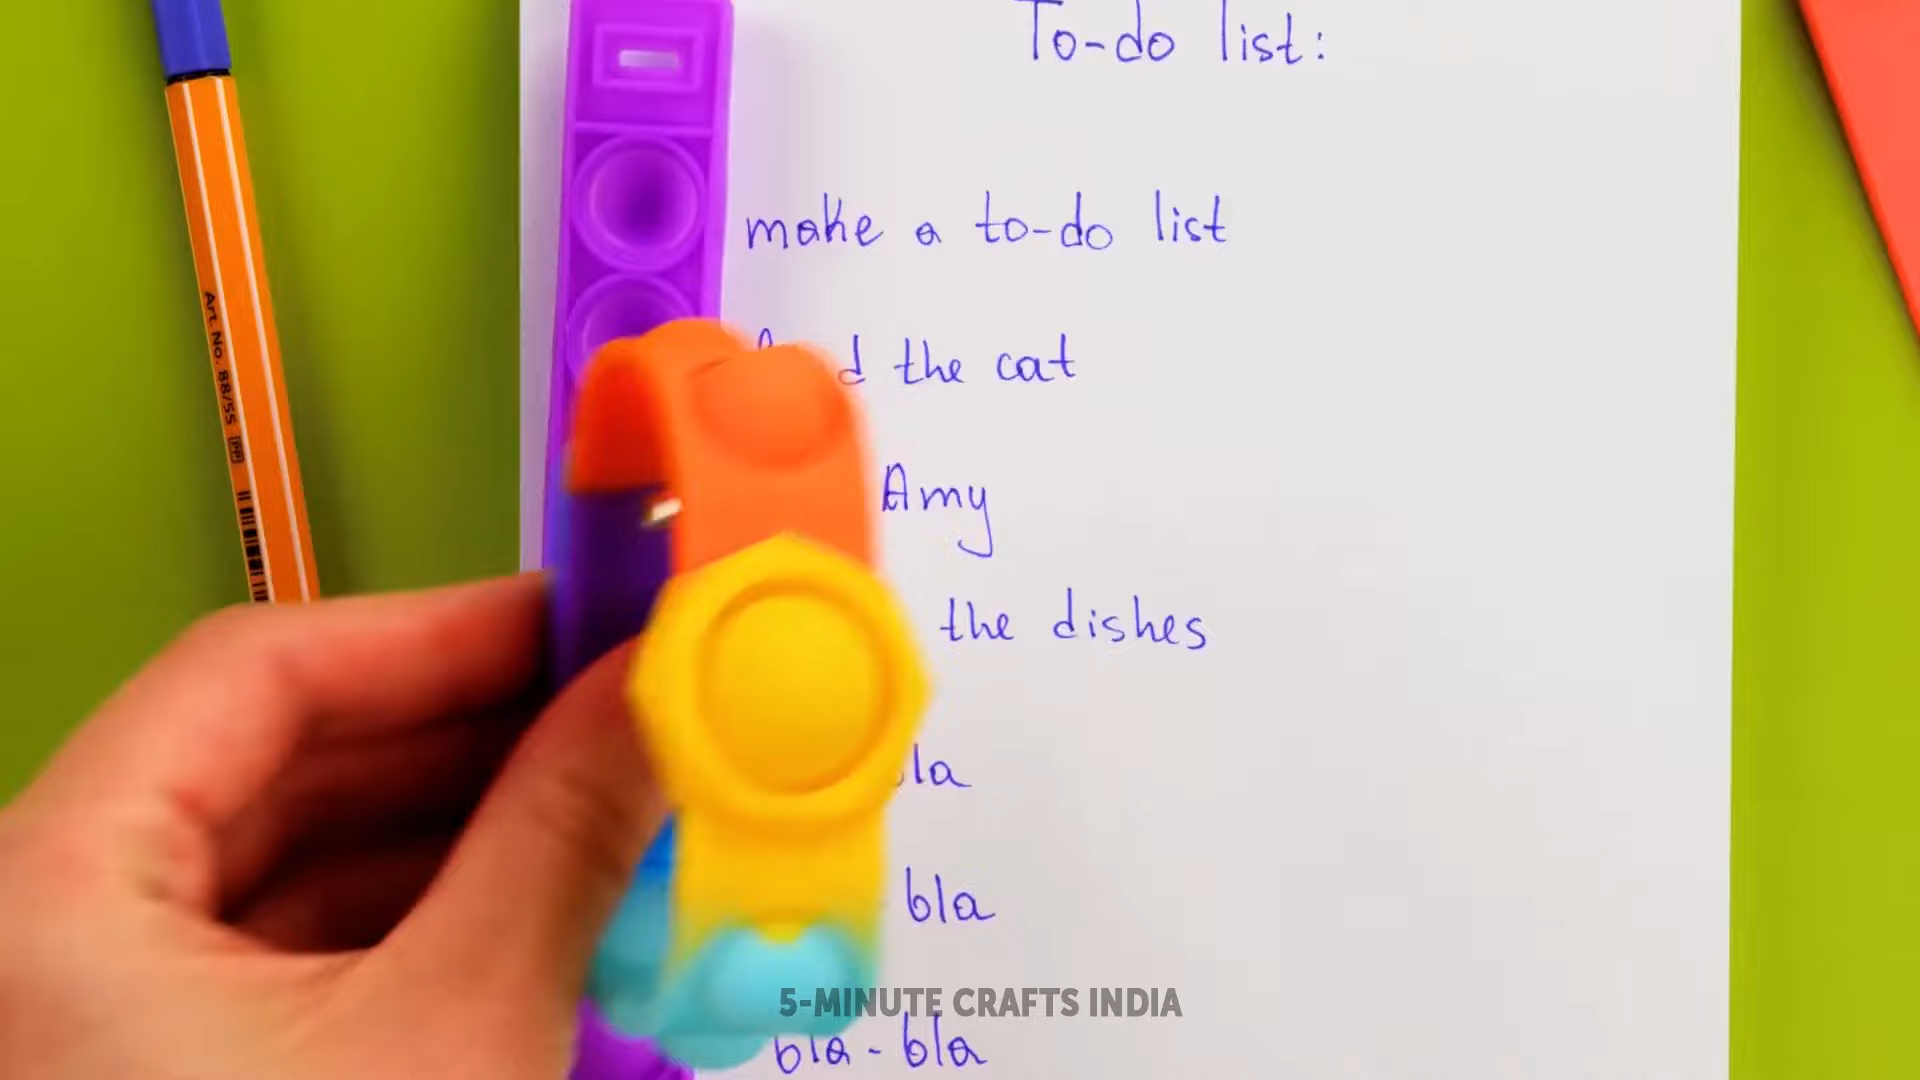 To-do list:
make a to-do list
the cat
Amy
the dishes
bla
bla-bla
Art. No. 88/55
5-MINUTE CRAFTS INDIA